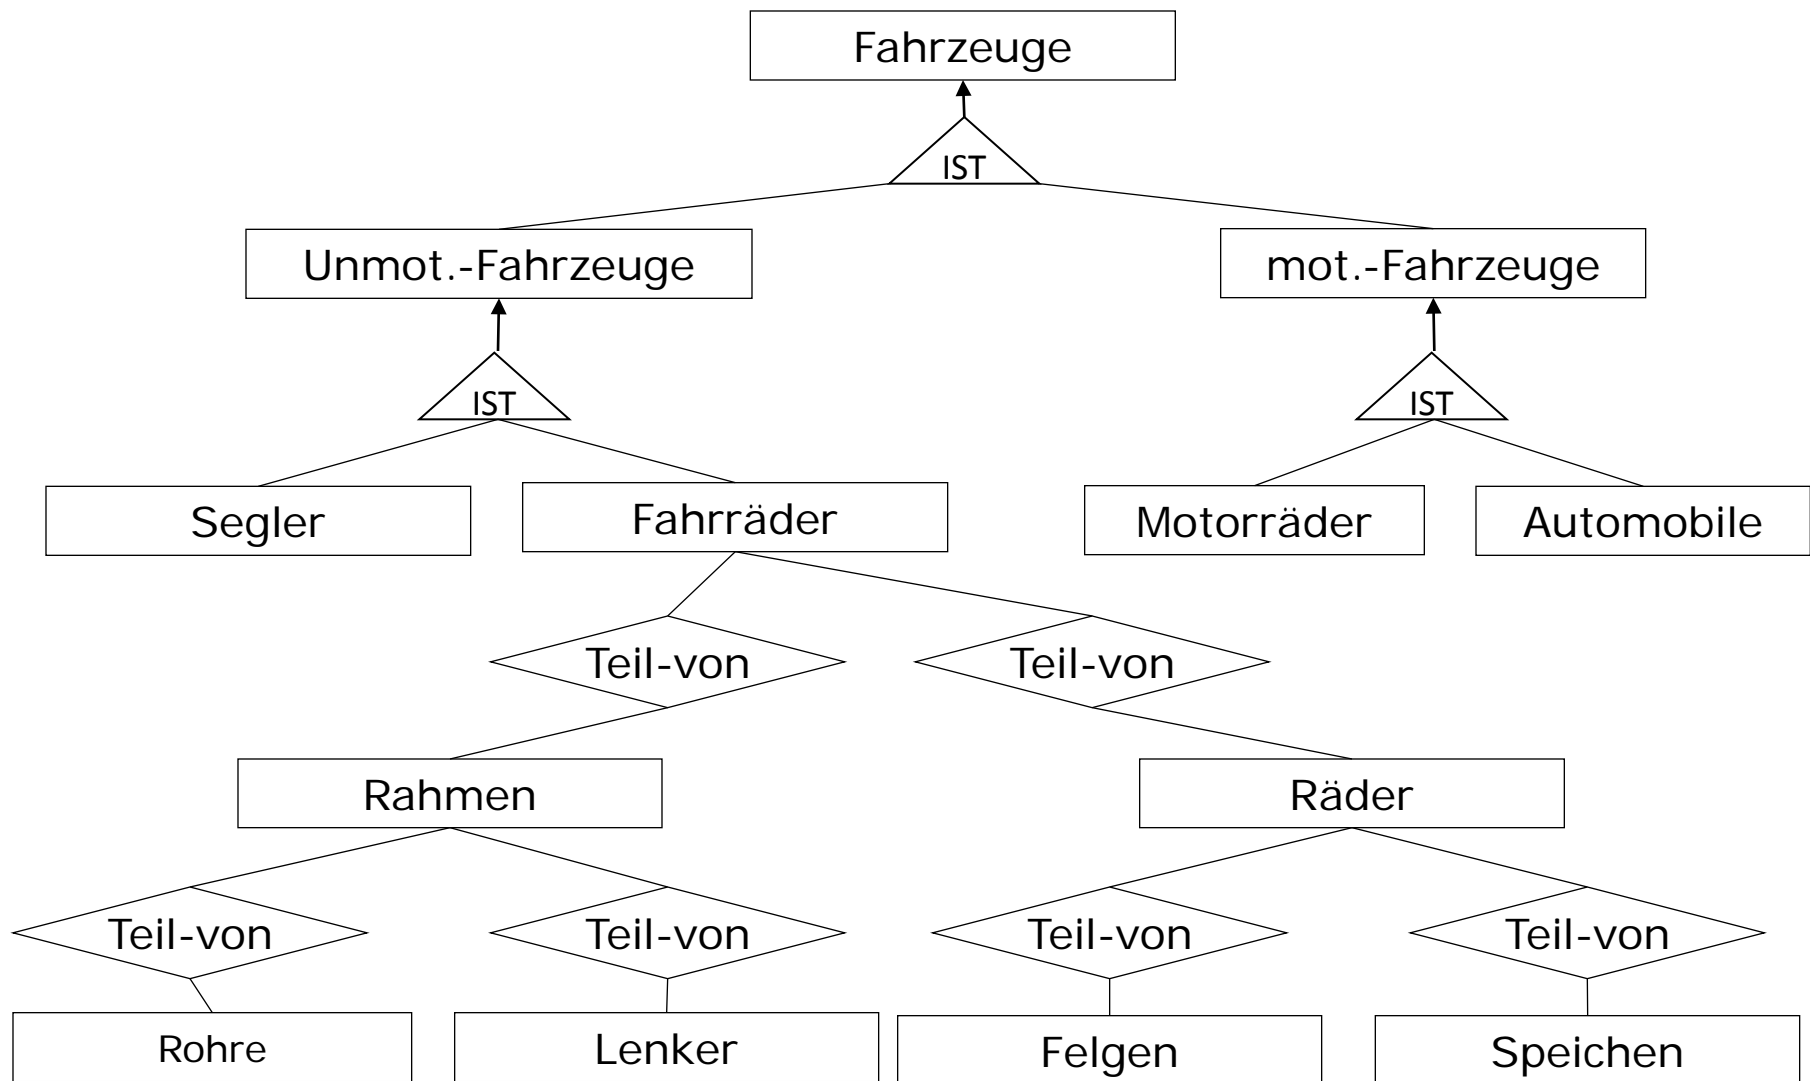 Fahrzeuge
IST
Unmot.-Fahrzeuge
mot.-Fahrzeuge
IST
IST
Segler
Fahrräder
Motorräder
Automobile
Teil-von
Teil-von
Rahmen
Räder
Teil-von
Teil-von
Teil-von
Teil-von
Rohre
Lenker
Felgen
Speichen